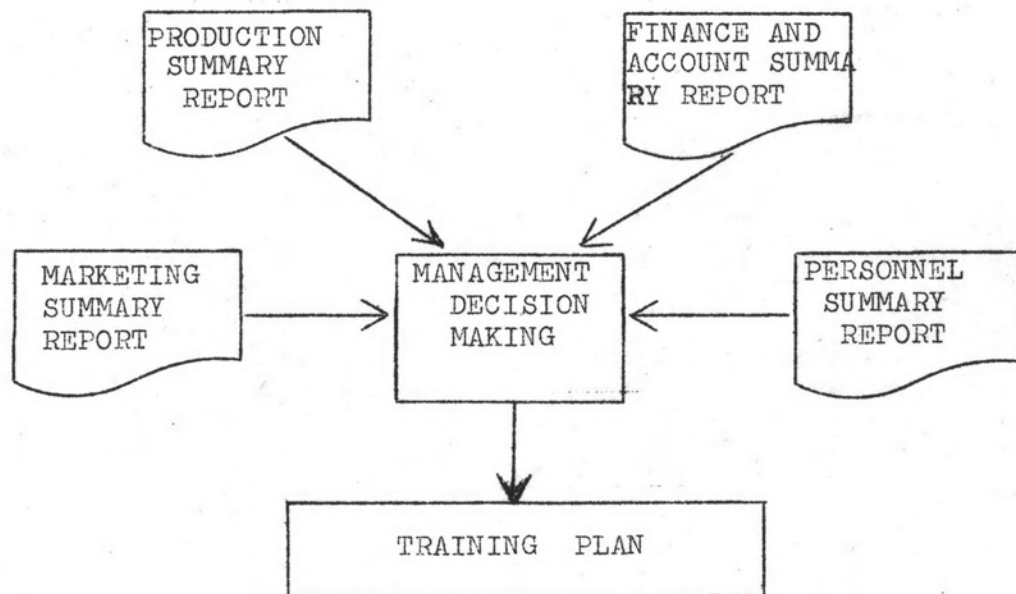 PRODUCTION
SUMMARY
REPORT
FINANCE AND
ACCOUNT SUMMA
RY REPORT
MARKETING
SUMMARY
REPORT
MANAGEMENT
DECISION
MAKING
PERSONNEL
SUMMARY
REPORT
TRAINING PLAN